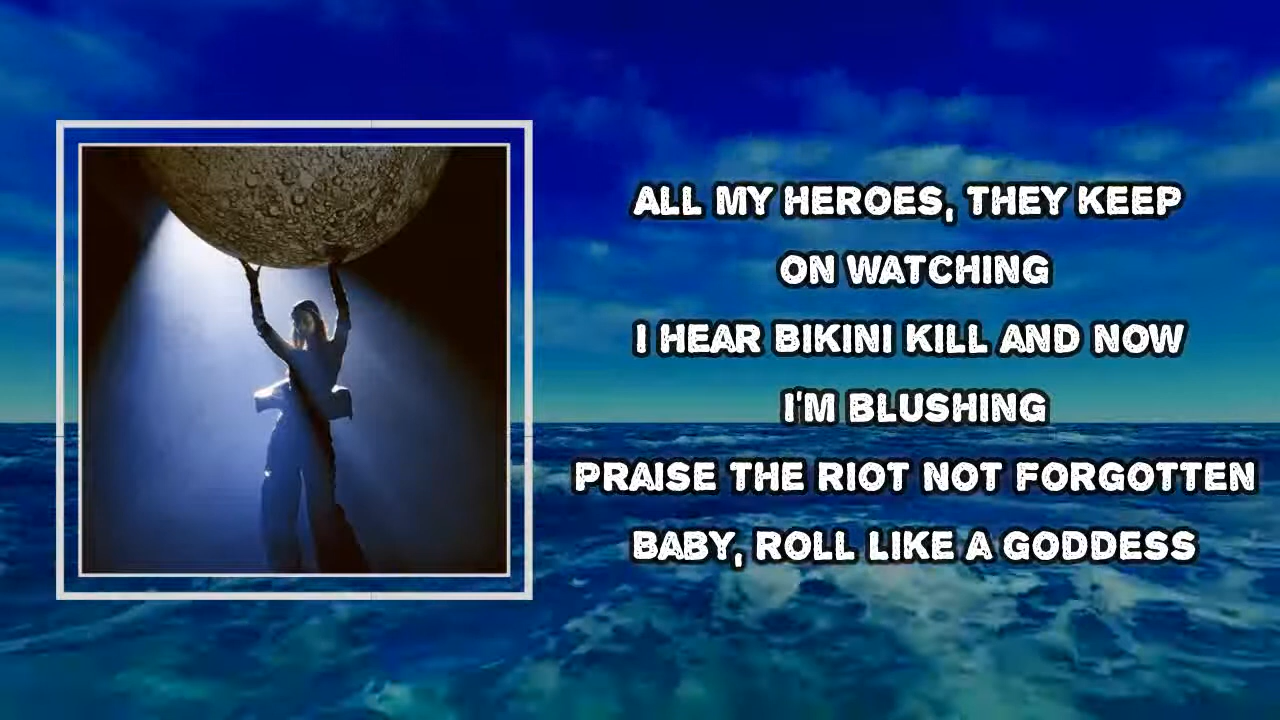 ALL MY HEROES, THEY KEEP
ON WATCHING
I HEAR BIKINI KILL AND NOW
I'M BLUSHING
PRAISE THE RIOT NOT FORGOTTEN
BABY, ROLL LIKE A GODDESS